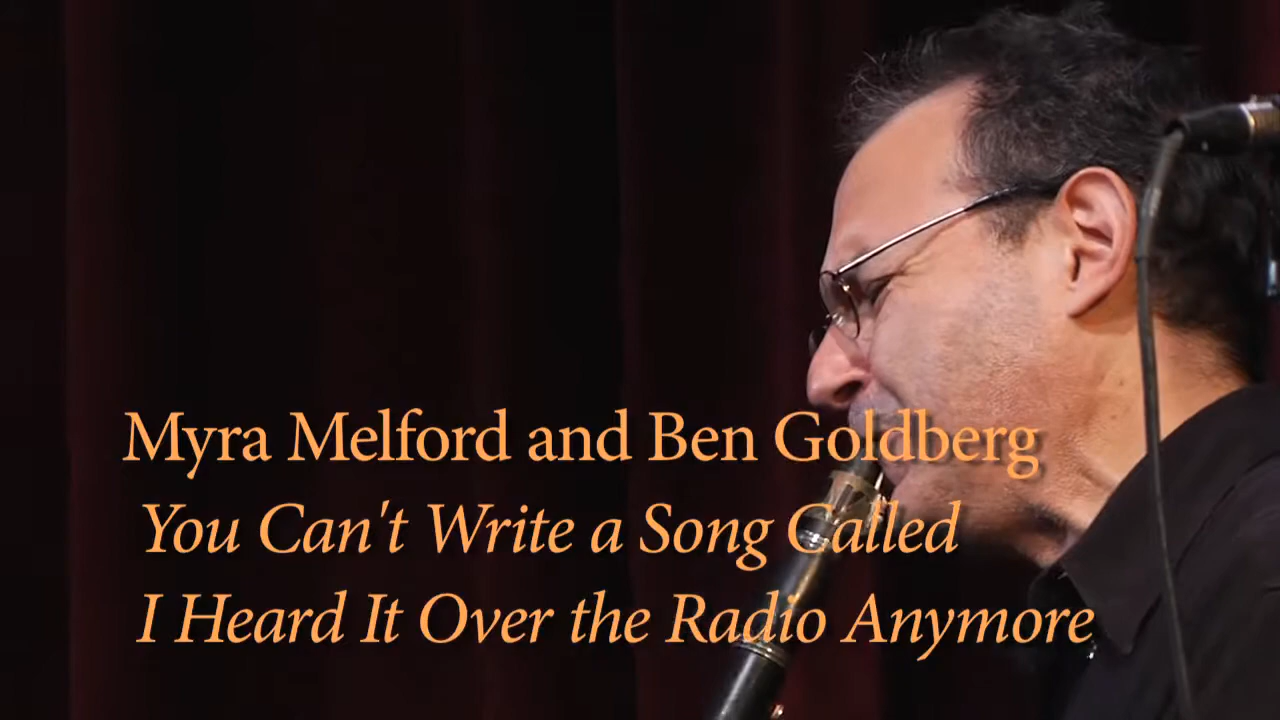 Myra Melford and Ben Goldberg
You Can't Write a Song Called
I Heard It Over the Radio Anymore